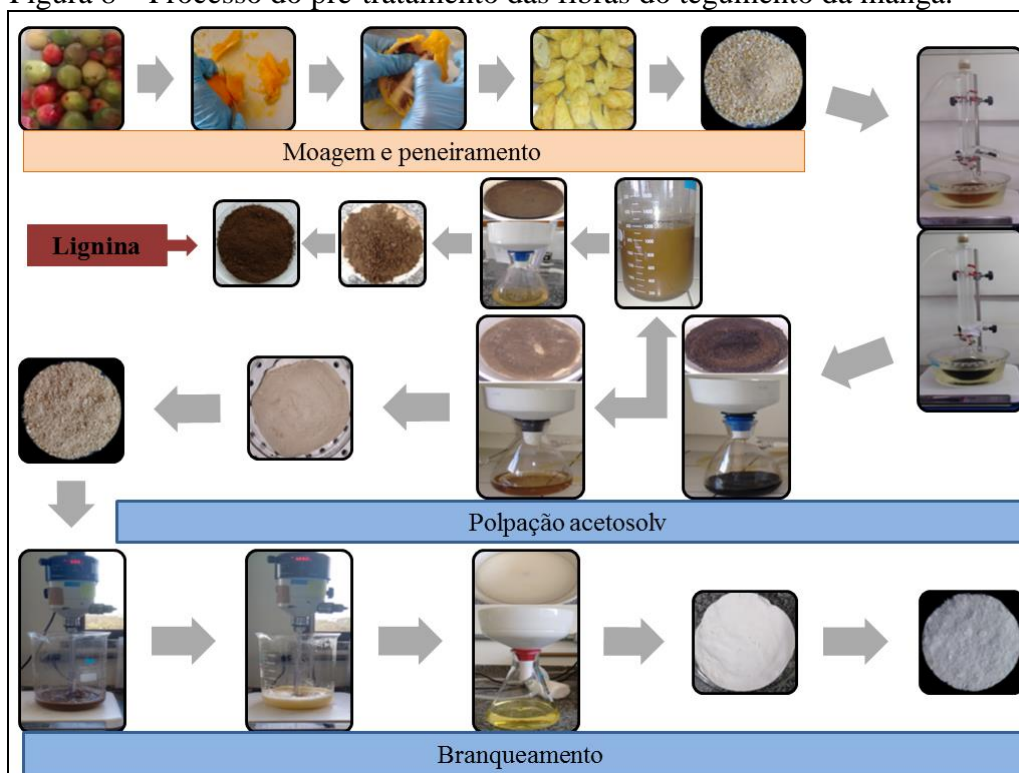 Figura 8 – Processo do pré-tratamento das fibras do tegumento da manga.
Moagem e peneiramento
Lignina
Polpação acetosolv
Branqueamento